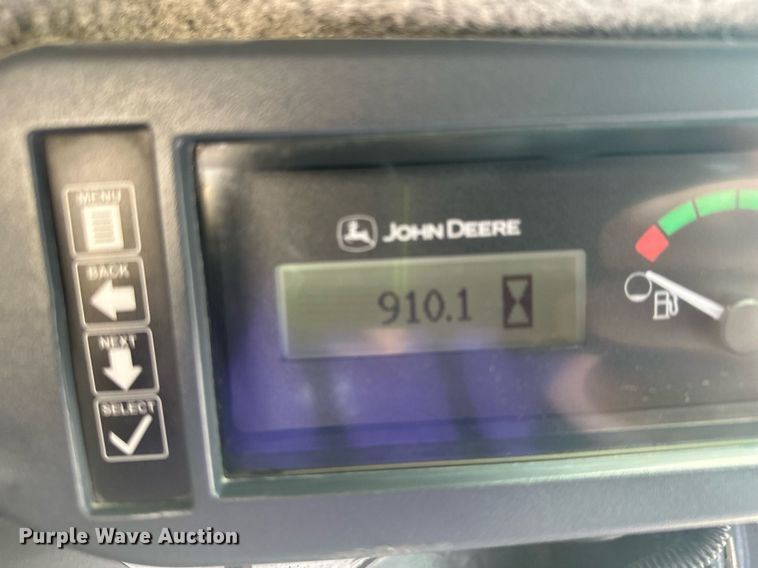 MENU
BACK
NEXT
SELECT
JOHN DEERE
910.1
Purple Wave Auction